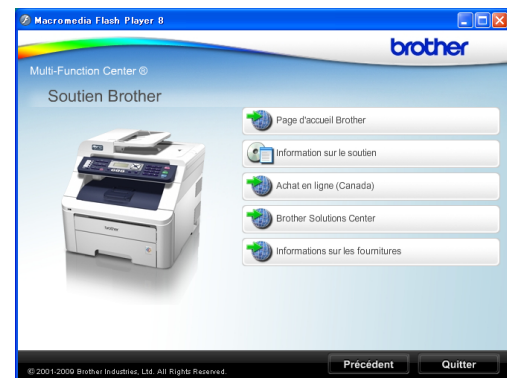 Macromedia Flash Player 8
brother
Multi-Function Center ®
Soutien Brother
Page d'accueil Brother
Information sur le soutien
Achat en ligne (Canada)
Brother Solutions Center
Informations sur les fournitures
brother
Précédent
Quitter
© 2001-2009 Brother Industries, Ltd. All Rights Reserved.